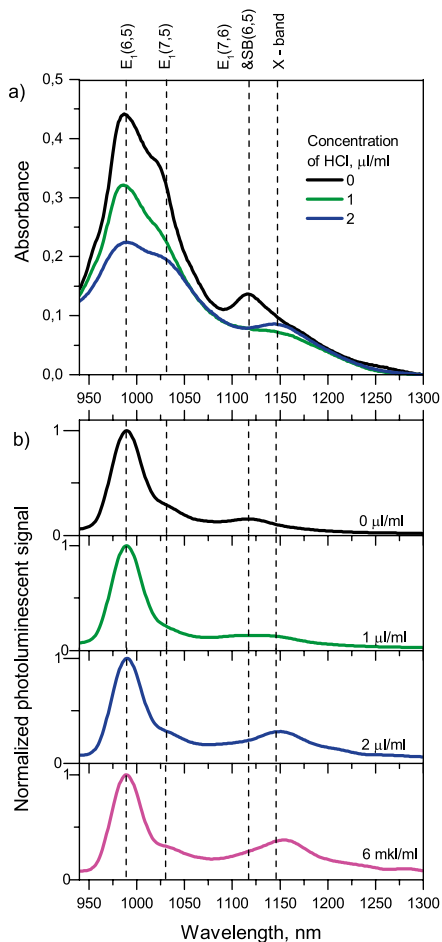 E1(6,5)
E1(7,5)
E1(7,6)
&SB(6,5)
X - band
a)
0,5
0,4
0,3
0,2
0,1
0,0
Absorbance
Concentration
of HCl, µl/ml
0
1
2
950 1000 1050 1100 1150 1200 1250 1300
b)
Normalized photoluminescent signal
1
0 µl/ml
0
1
1 µl/ml
0
1
2 µl/ml
0
1
6 mkl/ml
0
950 1000 1050 1100 1150 1200 1250 1300
Wavelength, nm